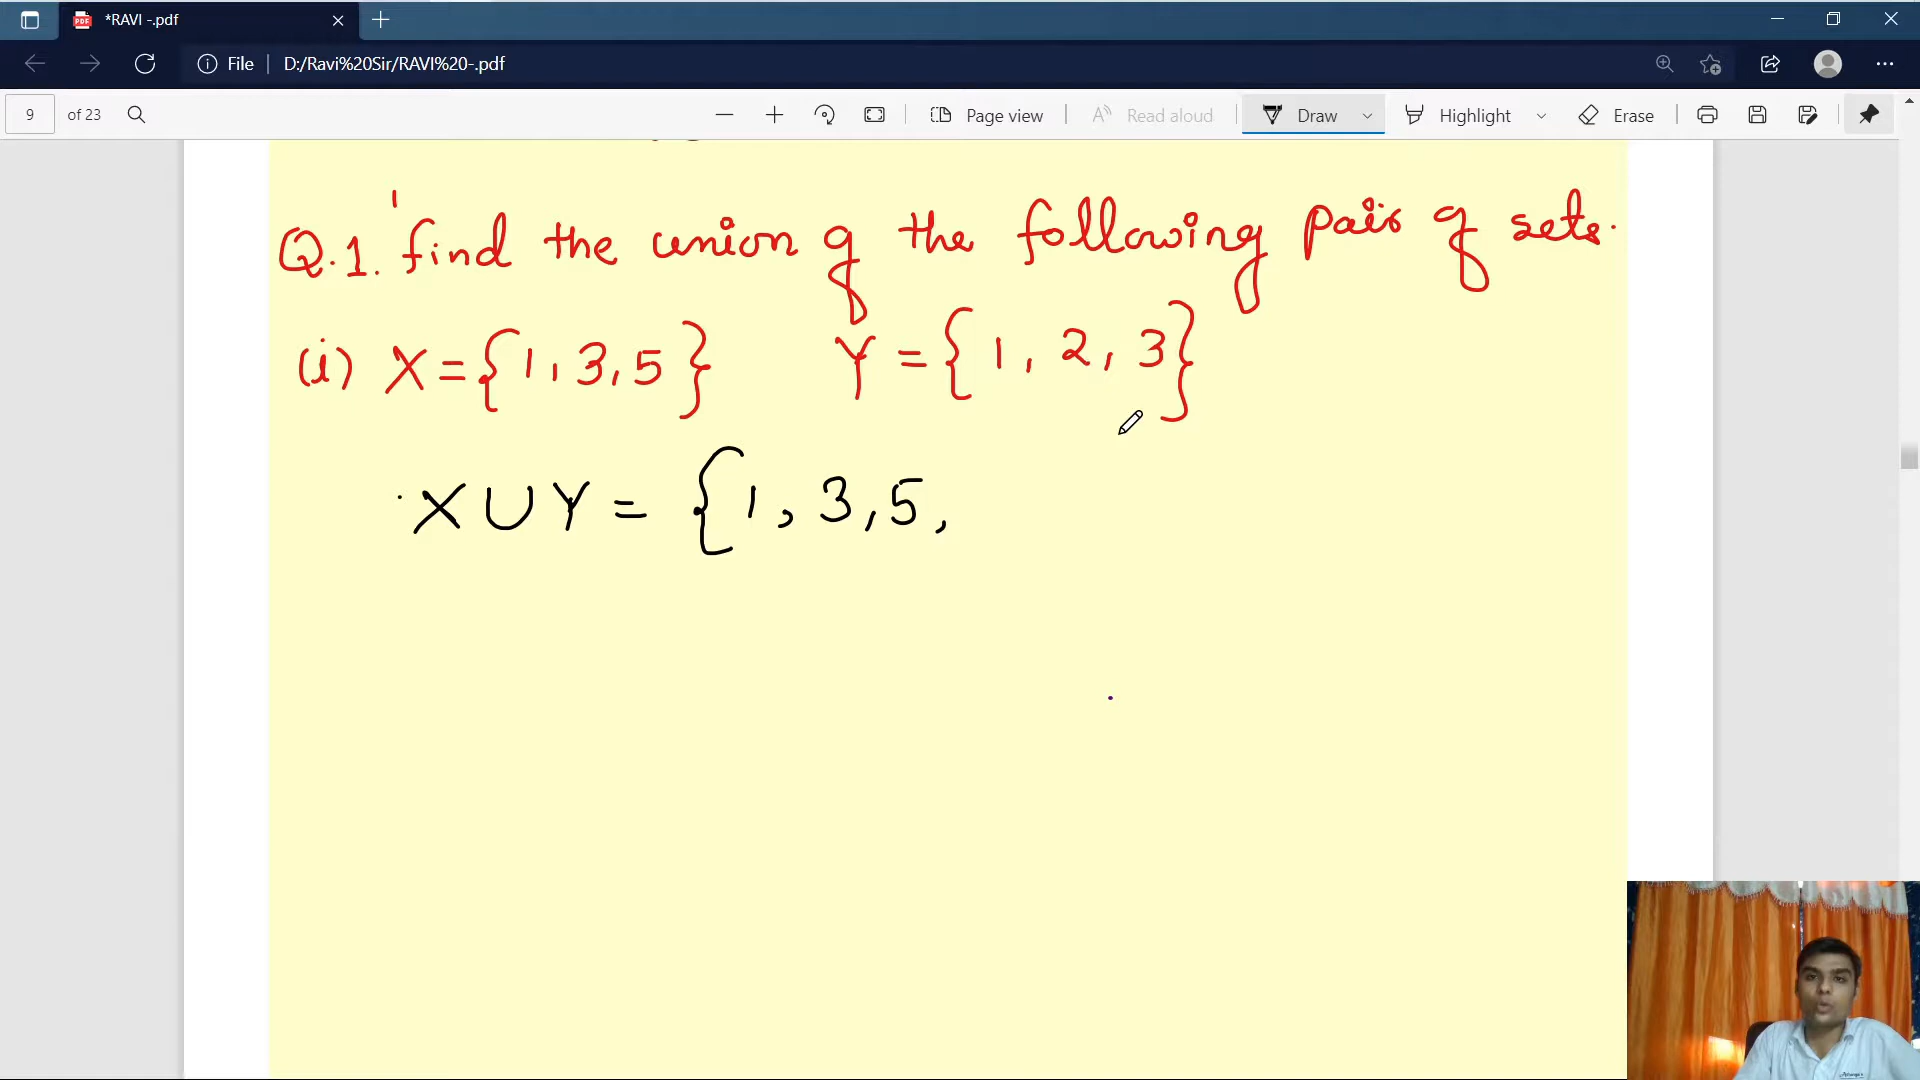 *RAVI -.pdf
File D:/Ravi%20Sir/RAVI%20-.pdf
9 of 23 Page view Read aloud Draw Highlight Erase
Q.1. find the union of the following pair of sets.
(i) X = {1, 3, 5} Y = {1, 2, 3}
X ∪ Y = {1, 3, 5,